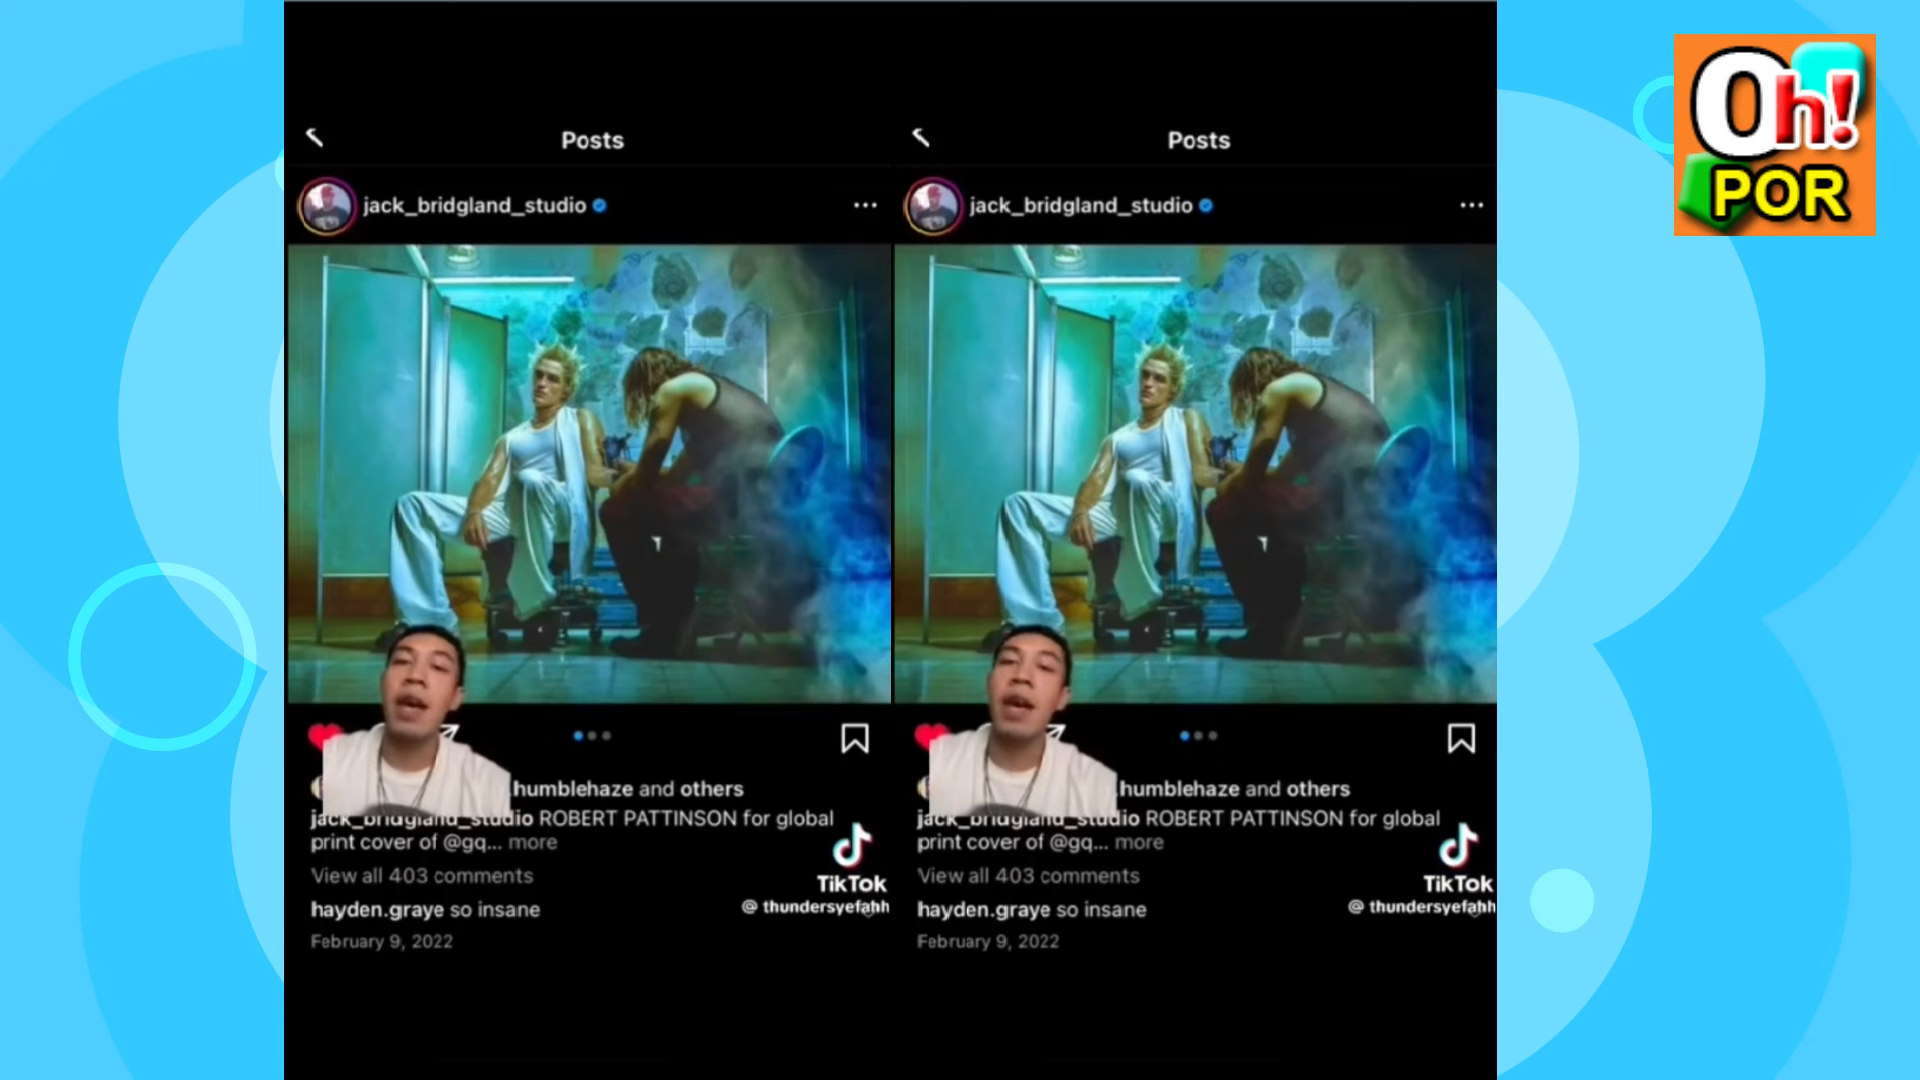 Oh!
POR
Posts
jack_bridgland_studio
humblehaze and others
jack_bridgland_studio ROBERT PATTINSON for global
print cover of @gq... more
View all 403 comments
hayden.graye so insane
February 9, 2022
TikTok
@ thundersyefahh
Posts
jack_bridgland_studio
humblehaze and others
jack_bridgland_studio ROBERT PATTINSON for global
print cover of @gq... more
View all 403 comments
hayden.graye so insane
February 9, 2022
TikTok
@ thundersyefahh